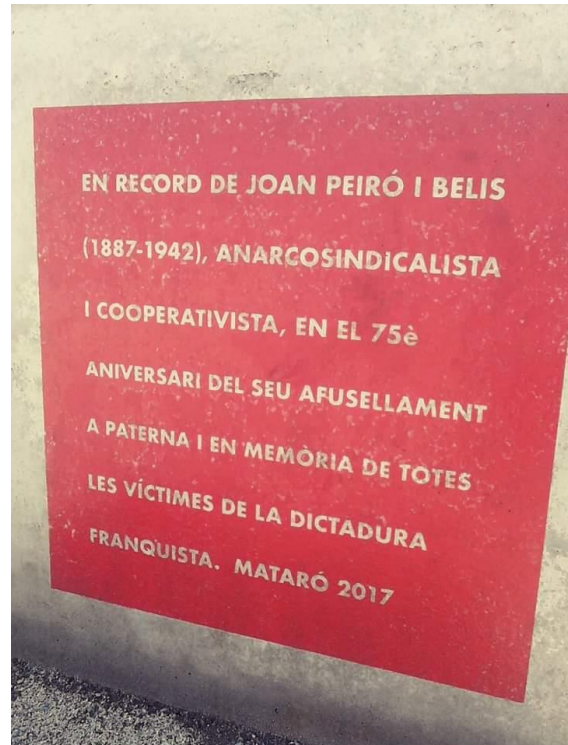 EN RECORD DE JOAN PEIRÓ I BELIS
(1887-1942), ANARCOSINDICALISTA
I COOPERATIVISTA, EN EL 75è
ANIVERSARI DEL SEU AFUSELLAMENT
A PATERNA I EN MEMÒRIA DE TOTES
LES VÍCTIMES DE LA DICTADURA
FRANQUISTA. MATARÓ 2017